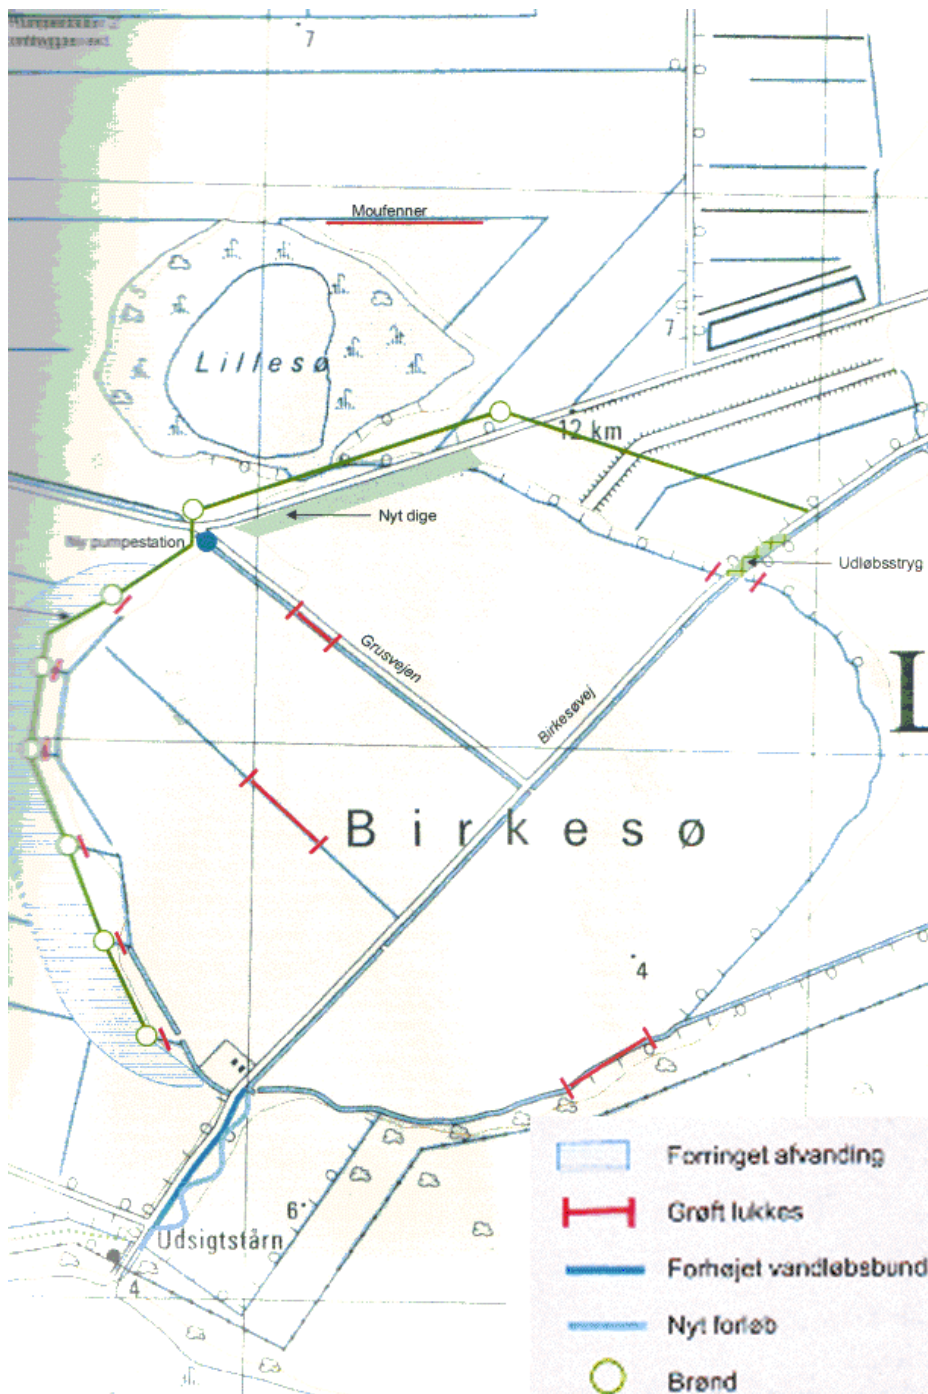 7
Moufenner
7
Lillesø
12 km
Nyt dige
Ny pumpestation
Udløbsstryg
Grusvejen
Birkesøvej
L
Birkesø
4
Forringet afvanding
Grøft lukkes
6
Udsigtstårn
Forhøjet vandløbsbund
4
Nyt forløb
Brønd